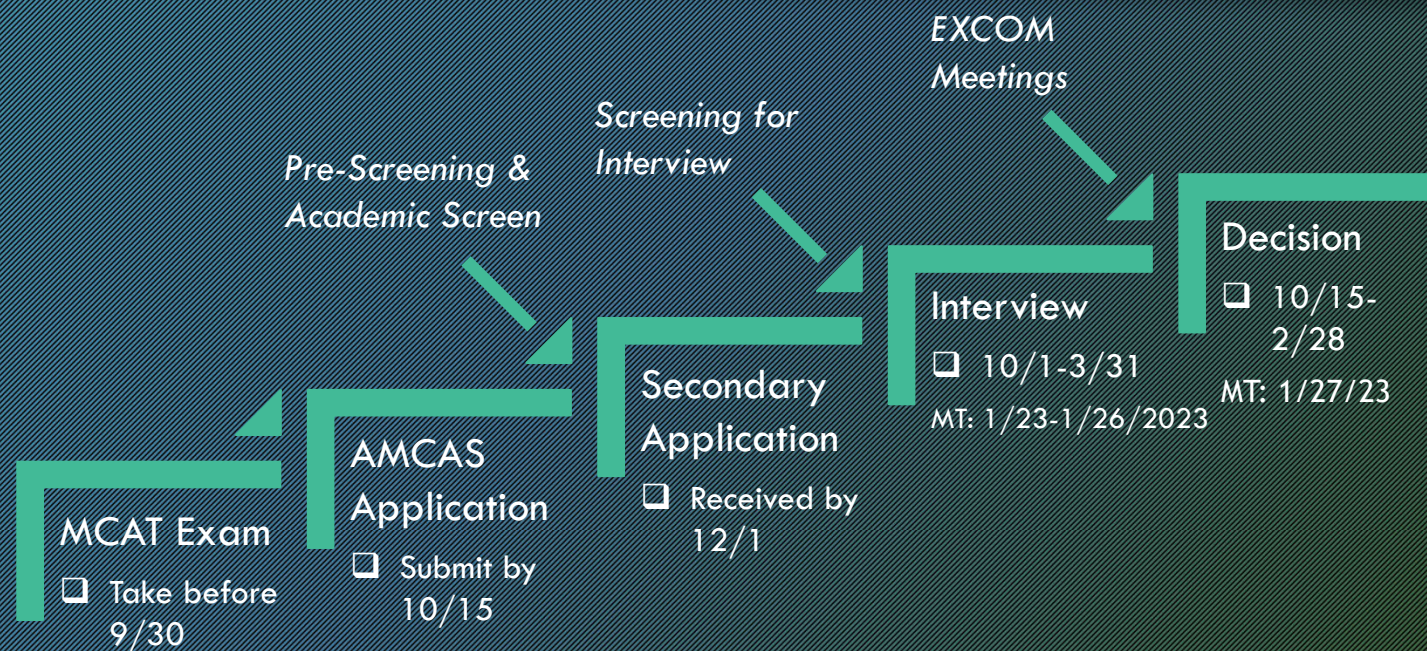 MCAT Exam
❑ Take before
9/30
Pre-Screening &
Academic Screen
AMCAS
Application
❑ Submit by
10/15
Screening for
Interview
Secondary
Application
❑ Received by
12/1
EXCOM
Meetings
Interview
❑ 10/1-3/31
MT: 1/23-1/26/2023
Decision
❑ 10/15-
2/28
MT: 1/27/23